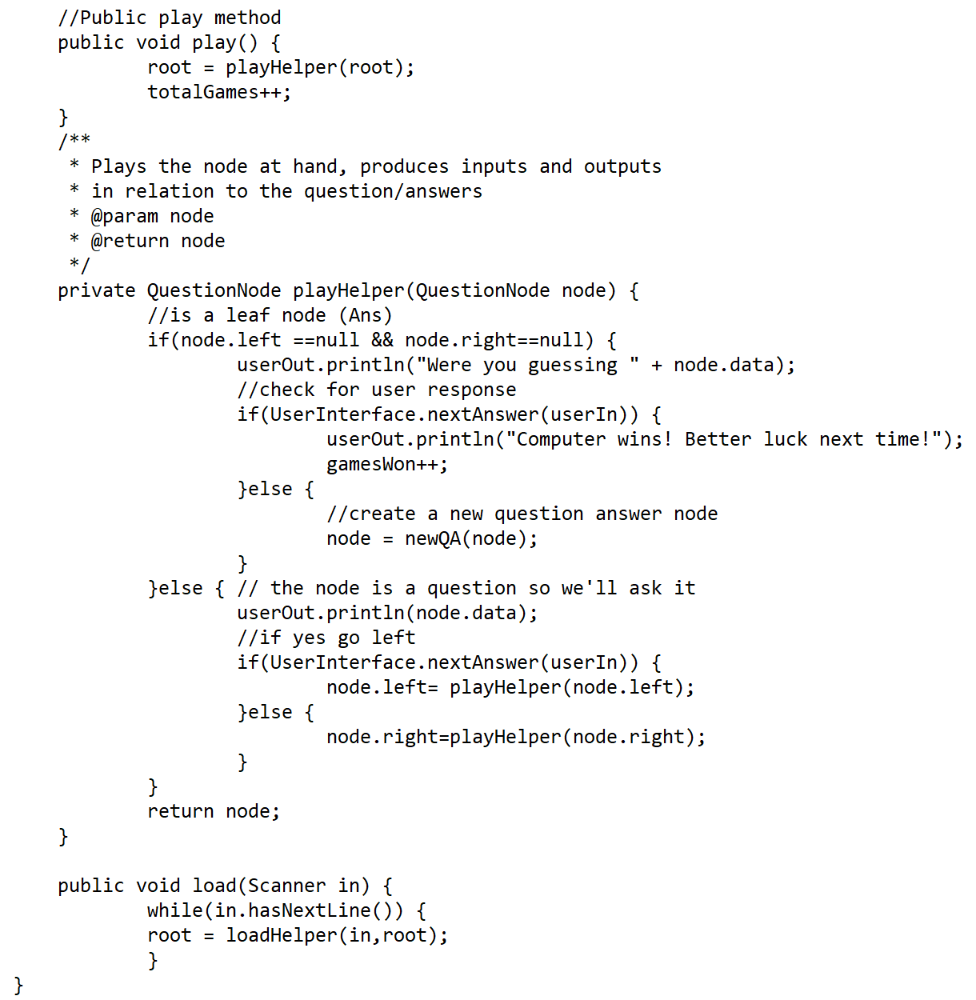 //Public play method
public void play() {
root = playHelper(root);
totalGames++;
}
/**
* Plays the node at hand, produces inputs and outputs
* in relation to the question/answers
* @param node
* @return node
*/
private QuestionNode playHelper(QuestionNode node) {
//is a leaf node (Ans)
if(node.left ==null && node.right==null) {
userOut.println("Were you guessing " + node.data);
//check for user response
if(UserInterface.nextAnswer(userIn)) {
userOut.println("Computer wins! Better luck next time!");
gamesWon++;
}else {
//create a new question answer node
node = newQA(node);
}
}else { // the node is a question so we'll ask it
userOut.println(node.data);
//if yes go left
if(UserInterface.nextAnswer(userIn)) {
node.left= playHelper(node.left);
}else {
node.right=playHelper(node.right);
}
}
return node;
}
public void load(Scanner in) {
while(in.hasNextLine()) {
root = loadHelper(in,root);
}
}